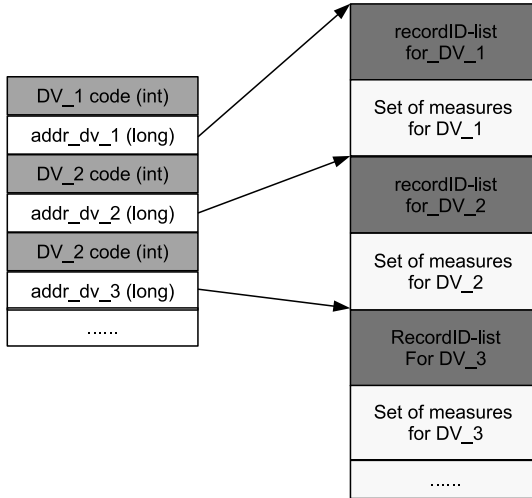 DV_1 code (int)
addr_dv_1 (long)
DV_2 code (int)
addr_dv_2 (long)
DV_2 code (int)
addr_dv_3 (long)
......
recordID-list
for_DV_1
Set of measures
for DV_1
recordID-list
for_DV_2
Set of measures
for DV_2
RecordID-list
For DV_3
Set of measures
for DV_3
......